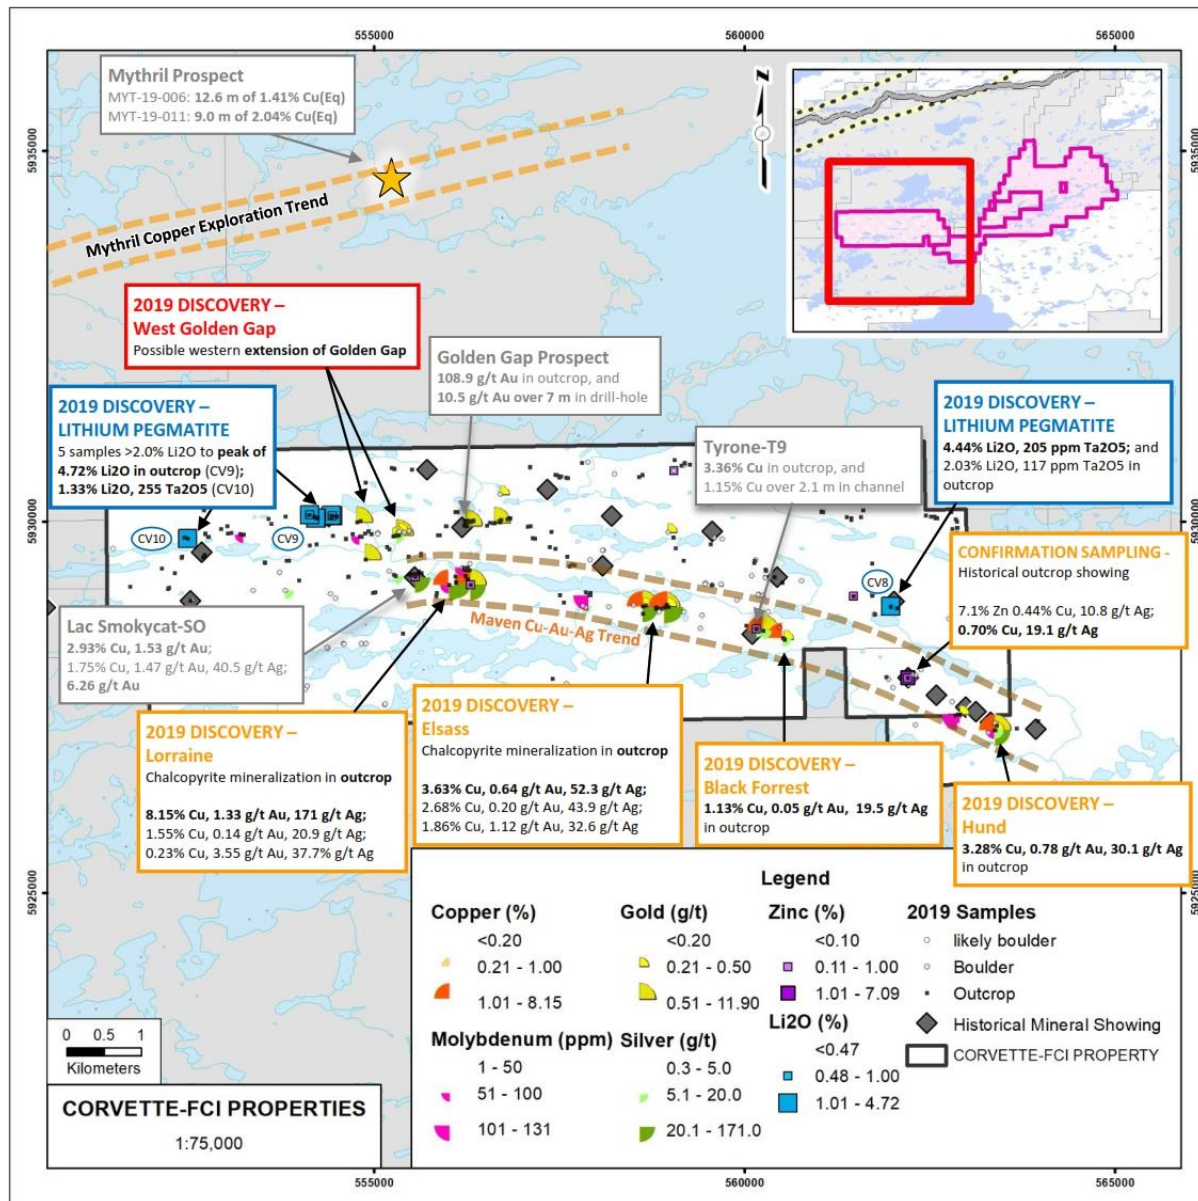 555000
560000
565000
Mythril Prospect
MYT-19-006: 12.6 m of 1.41% Cu(Eq)
MYT-19-011: 9.0 m of 2.04% Cu(Eq)
N
5935000
5935000
Mythril Copper Exploration Trend
2019 DISCOVERY –
West Golden Gap
Possible western extension of Golden Gap
Golden Gap Prospect
108.9 g/t Au in outcrop, and
10.5 g/t Au over 7 m in drill-hole
2019 DISCOVERY –
LITHIUM PEGMATITE
5 samples >2.0% Li2O to peak of
4.72% Li2O in outcrop (CV9);
1.33% Li2O, 255 Ta2O5 (CV10)
Tyrone-T9
3.36% Cu in outcrop, and
1.15% Cu over 2.1 m in channel
2019 DISCOVERY –
LITHIUM PEGMATITE
4.44% Li2O, 205 ppm Ta2O5; and
2.03% Li2O, 117 ppm Ta2O5 in
outcrop
5930000
5930000
CV10
CV9
CV8
CONFIRMATION SAMPLING -
Historical outcrop showing
7.1% Zn 0.44% Cu, 10.8 g/t Ag;
0.70% Cu, 19.1 g/t Ag
Lac Smokycat-SO
2.93% Cu, 1.53 g/t Au;
1.75% Cu, 1.47 g/t Au, 40.5 g/t Ag;
6.26 g/t Au
Maven Cu-Au-Ag Trend
2019 DISCOVERY –
Lorraine
Chalcopyrite mineralization in outcrop
8.15% Cu, 1.33 g/t Au, 171 g/t Ag;
1.55% Cu, 0.14 g/t Au, 20.9 g/t Ag;
0.23% Cu, 3.55 g/t Au, 37.7% g/t Ag
2019 DISCOVERY –
Elsass
Chalcopyrite mineralization in outcrop
3.63% Cu, 0.64 g/t Au, 52.3 g/t Ag;
2.68% Cu, 0.20 g/t Au, 43.9 g/t Ag;
1.86% Cu, 1.12 g/t Au, 32.6 g/t Ag
2019 DISCOVERY –
Black Forrest
1.13% Cu, 0.05 g/t Au, 19.5 g/t Ag
in outcrop
2019 DISCOVERY –
Hund
3.28% Cu, 0.78 g/t Au, 30.1 g/t Ag
in outcrop
5925000
5925000
Legend
Copper (%)
<0.20
0.21 - 1.00
1.01 - 8.15
Gold (g/t)
<0.20
0.21 - 0.50
0.51 - 11.90
Zinc (%)
<0.10
0.11 - 1.00
1.01 - 7.09
2019 Samples
likely boulder
Boulder
Outcrop
Historical Mineral Showing
CORVETTE-FCI PROPERTY
Molybdenum (ppm)
1 - 50
51 - 100
101 - 131
Silver (g/t)
0.3 - 5.0
5.1 - 20.0
20.1 - 171.0
Li2O (%)
<0.47
0.48 - 1.00
1.01 - 4.72
0 0.5 1
Kilometers
CORVETTE-FCI PROPERTIES
1:75,000
555000
560000
565000